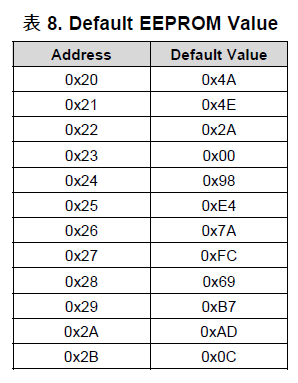 表 8. Default EEPROM Value
Address Default Value
0x20 0x4A
0x21 0x4E
0x22 0x2A
0x23 0x00
0x24 0x98
0x25 0xE4
0x26 0x7A
0x27 0xFC
0x28 0x69
0x29 0xB7
0x2A 0xAD
0x2B 0x0C